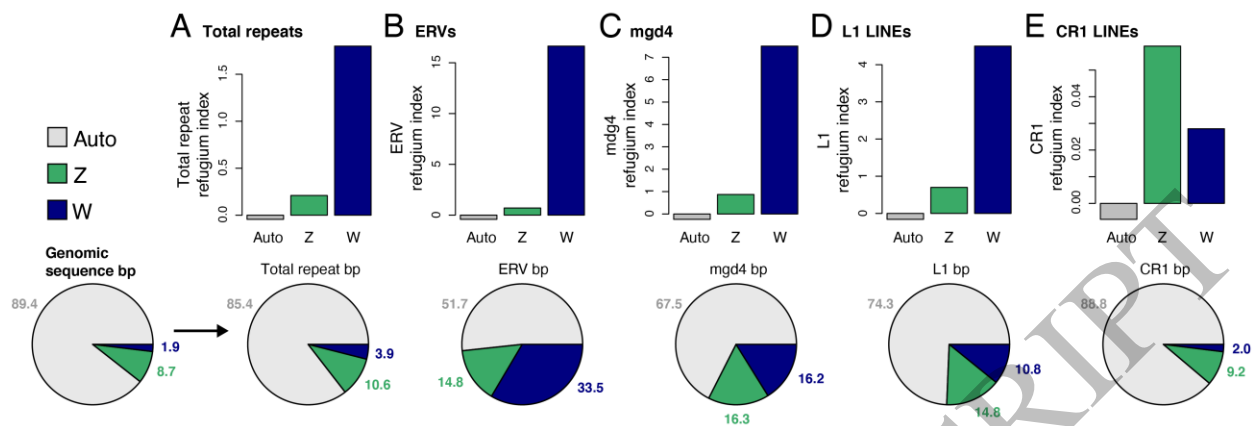 A Total repeats
B ERVs
C mgd4
D L1 LINEs
E CR1 LINEs
Auto
Z
W
Total repeat
refugium index
0.0
0.5
1.0
1.5
Auto Z W
ERV
refugium index
0
5
10
15
Auto Z W
mdg4
refugium index
0
1
2
3
4
5
6
7
Auto Z W
L1
refugium index
0
1
2
3
4
Auto Z W
CR1
refugium index
0.00
0.02
0.04
Auto Z W
Genomic
sequence bp
89.4
1.9
8.7
Total repeat bp
85.4
3.9
10.6
ERV bp
51.7
14.8
33.5
mgd4 bp
67.5
16.2
16.3
L1 bp
74.3
10.8
14.8
CR1 bp
88.8
2.0
9.2
RIPT